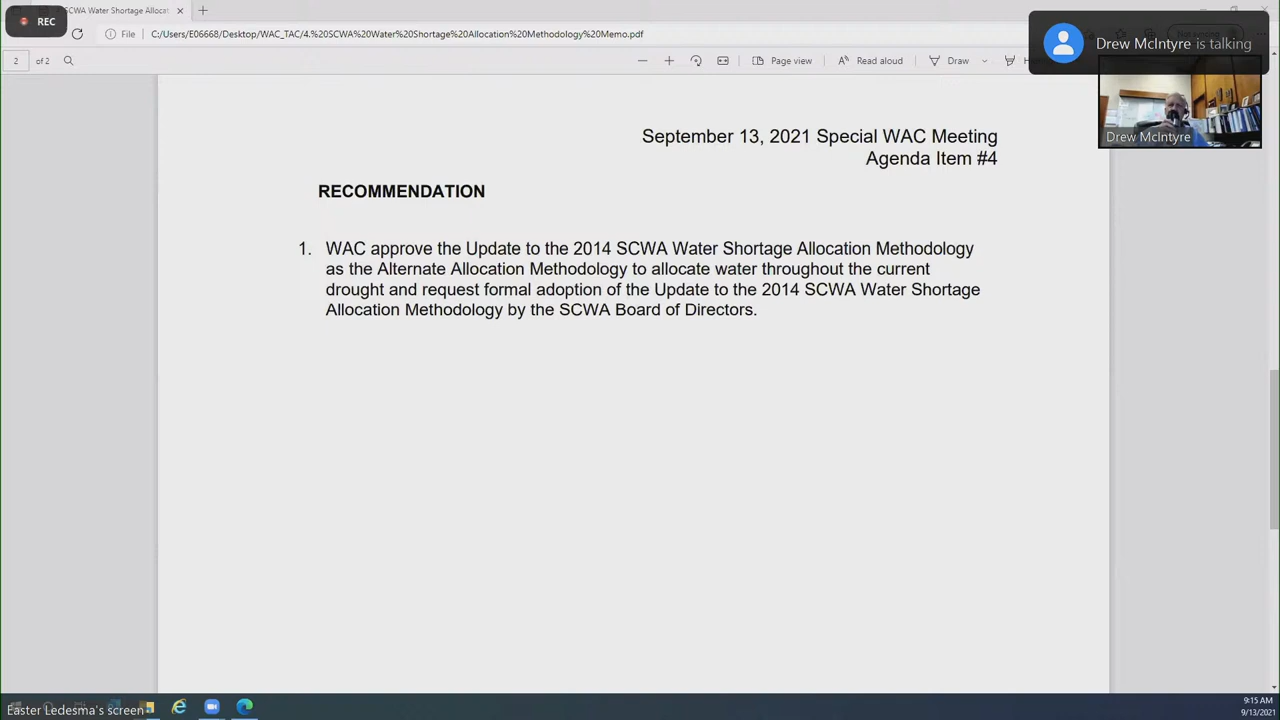 REC
SCWA Water Shortage Allocat
File
C:/Users/E06668/Desktop/WAC_TAC/4.%20SCWA%20Water%20Shortage%20Allocation%20Methodology%20Memo.pdf
Drew McIntyre is talking
2 of 2
Page view
Read aloud
Draw
Drew McIntyre
September 13, 2021 Special WAC Meeting
Agenda Item #4
RECOMMENDATION
1. WAC approve the Update to the 2014 SCWA Water Shortage Allocation Methodology
as the Alternate Allocation Methodology to allocate water throughout the current
drought and request formal adoption of the Update to the 2014 SCWA Water Shortage
Allocation Methodology by the SCWA Board of Directors.
Easter Ledesma's screen
9:15 AM
9/13/2021